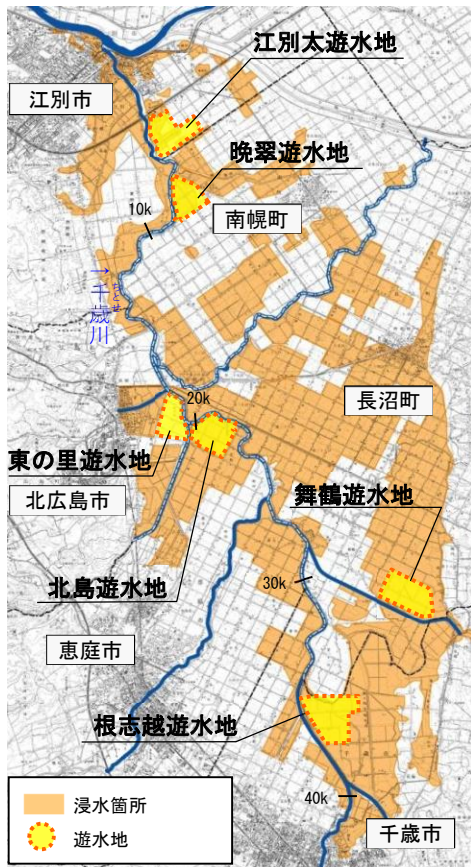 江別太遊水地
江別市
晩翠遊水地
10k
南幌町
→千歳川
ちとせ
長沼町
20k
東の里遊水地
北広島市
舞鶴遊水地
北島遊水地
30k
恵庭市
根志越遊水地
40k
千歳市
浸水箇所
遊水地